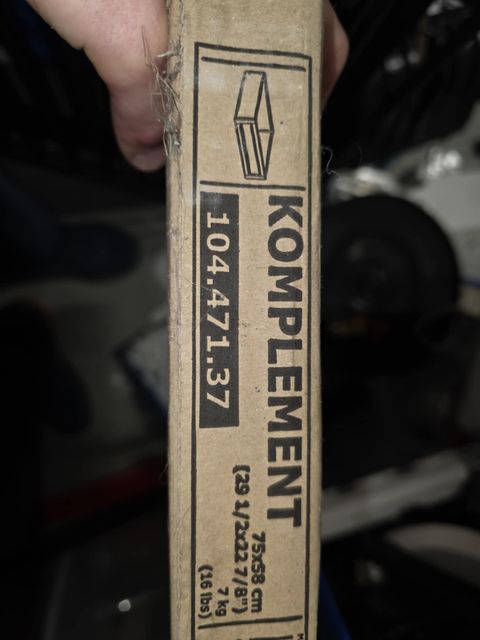 KOMPLEMENT
104.471.37
75x58 cm
(29 1/2x22 7/8")
7 kg
(16 lbs)